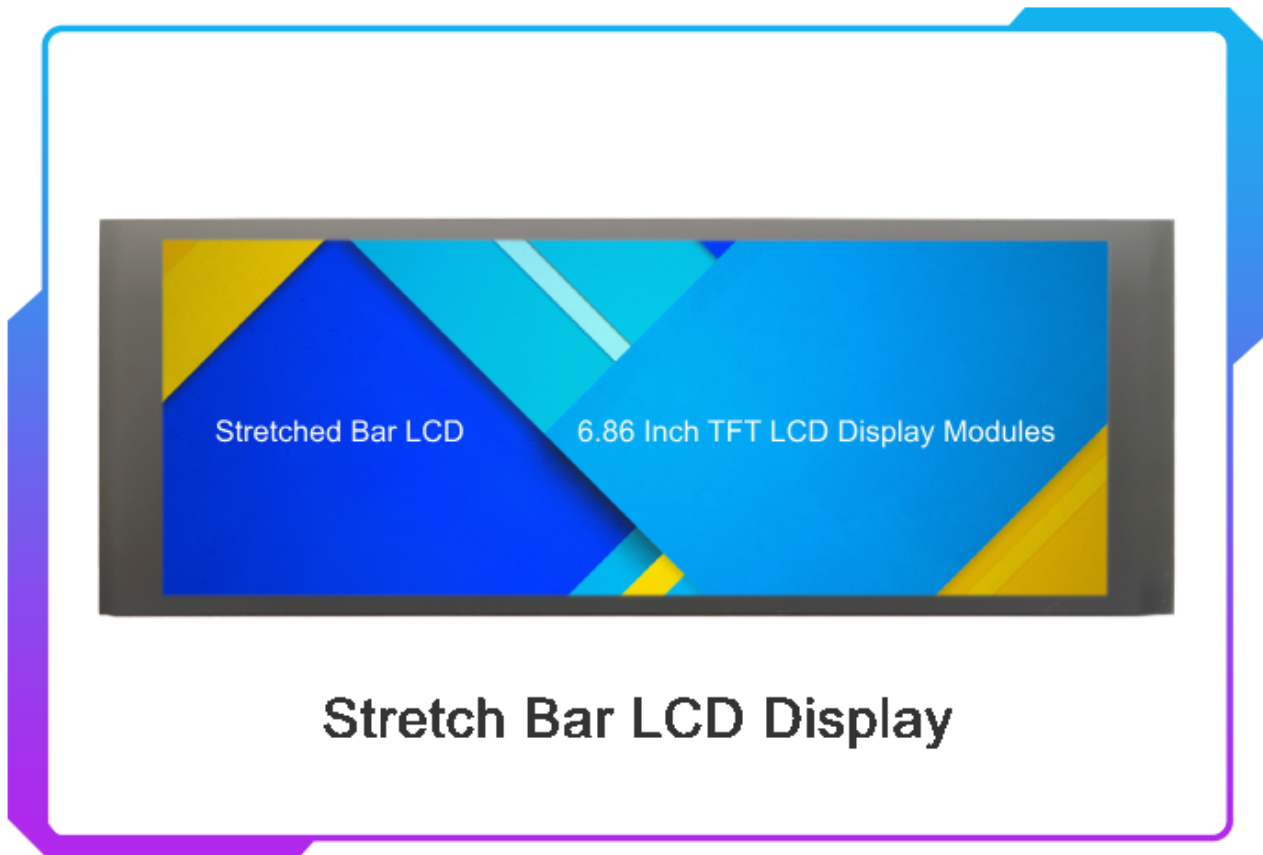 Stretched Bar LCD
6.86 Inch TFT LCD Display Modules
Stretch Bar LCD Display